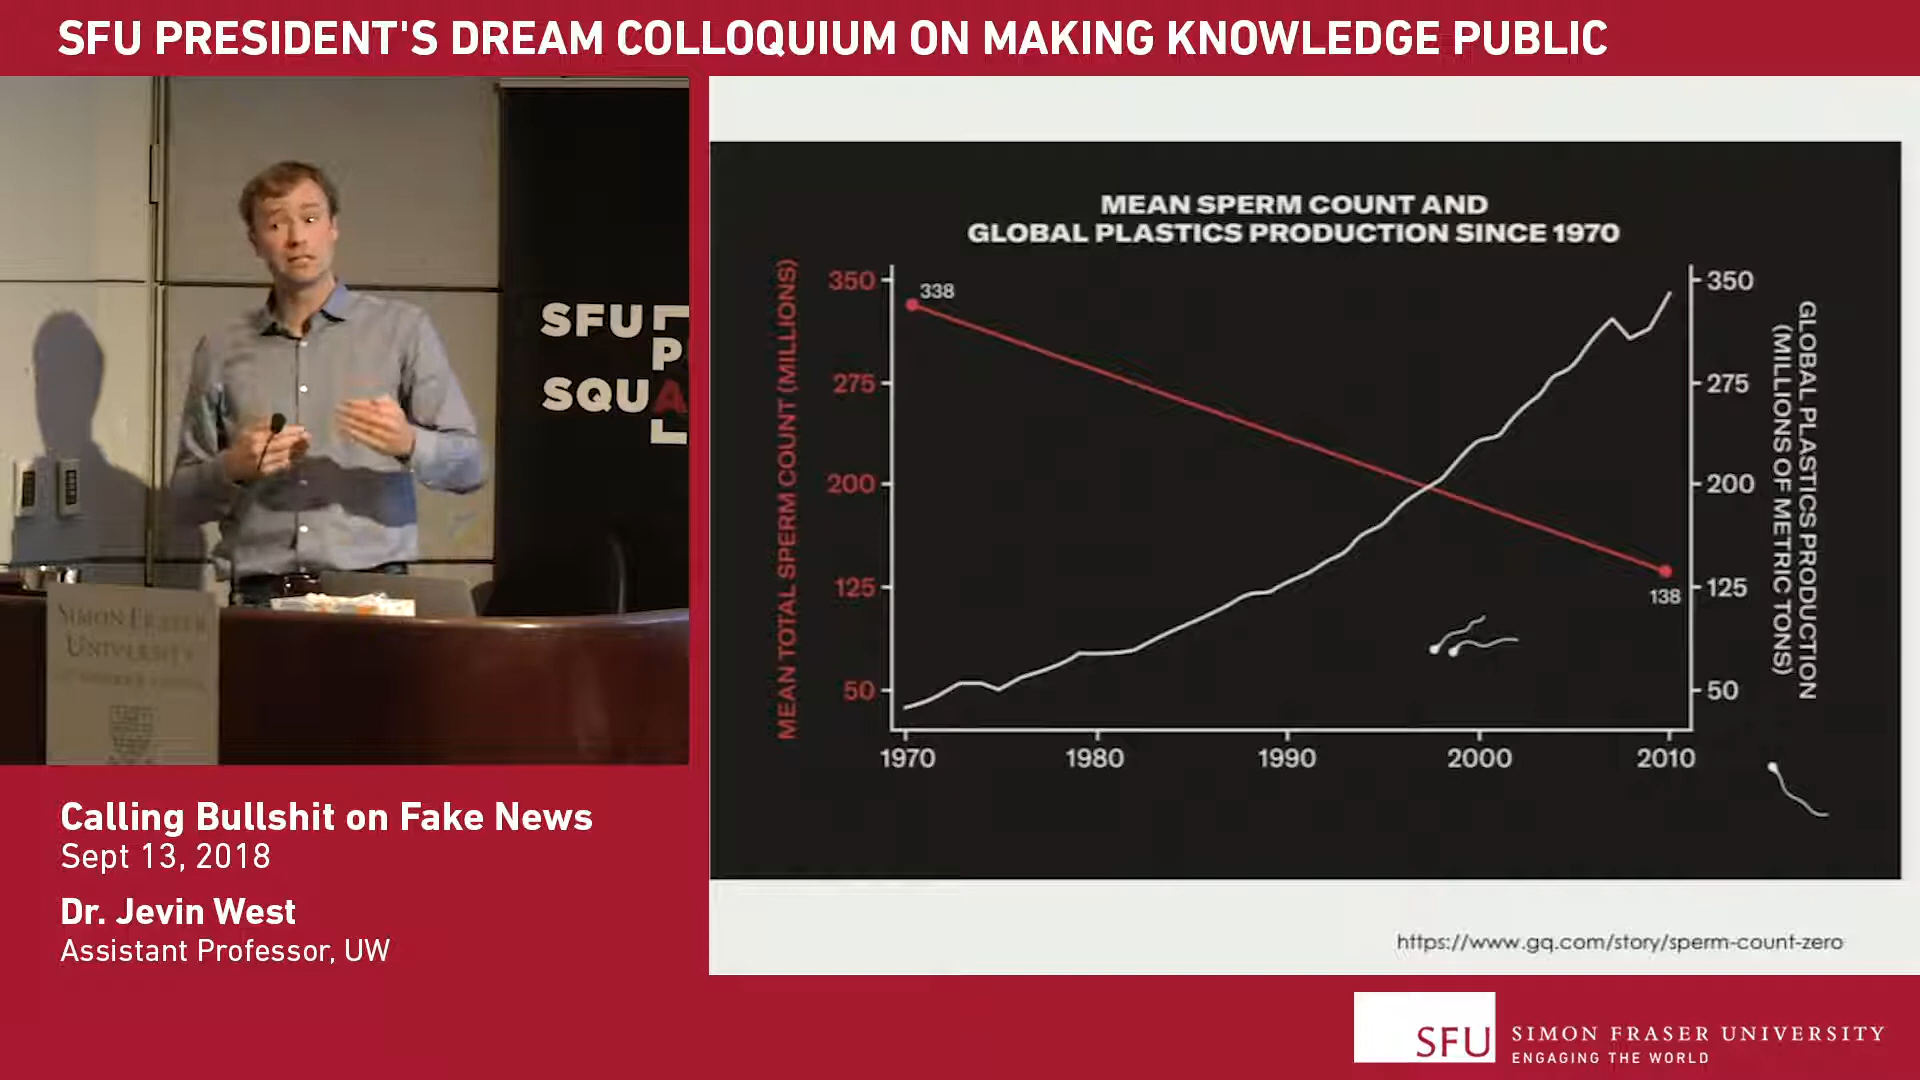 SFU PRESIDENT'S DREAM COLLOQUIUM ON MAKING KNOWLEDGE PUBLIC
SFU
P
SQUA
SIMON FRASER
UNIVERSITY
Calling Bullshit on Fake News
Sept 13, 2018
Dr. Jevin West
Assistant Professor, UW
MEAN SPERM COUNT AND
GLOBAL PLASTICS PRODUCTION SINCE 1970
MEAN TOTAL SPERM COUNT (MILLIONS)
350
275
200
125
50
338
138
350
275
200
125
50
GLOBAL PLASTICS PRODUCTION
(MILLIONS OF METRIC TONS)
1970
1980
1990
2000
2010
https://www.gq.com/story/sperm-count-zero
SFU
SIMON FRASER UNIVERSITY
ENGAGING THE WORLD